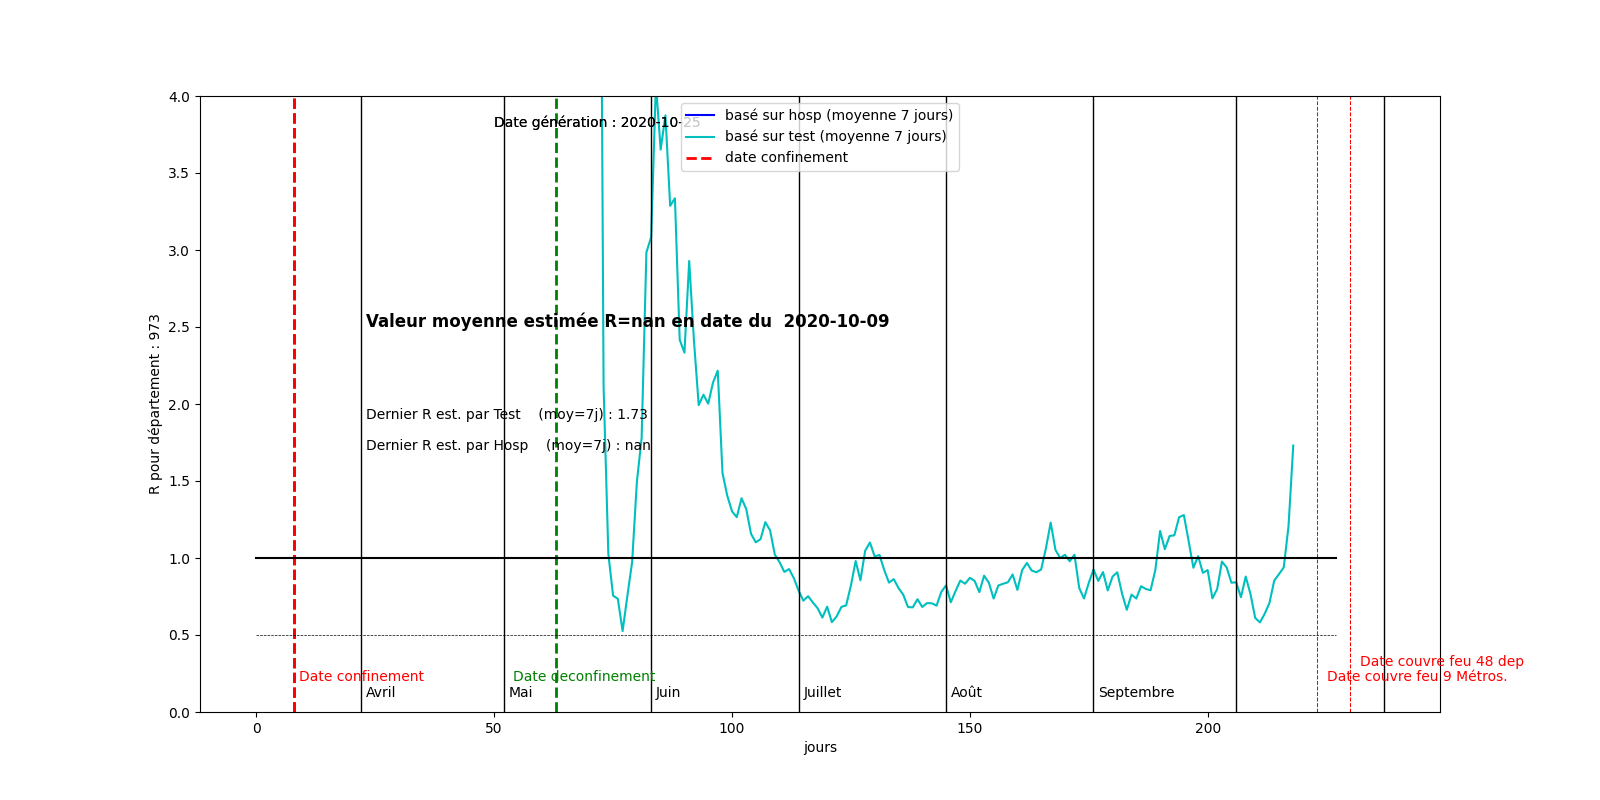 Date génération : 2020-10-25
basé sur hosp (moyenne 7 jours)
basé sur test (moyenne 7 jours)
date confinement
4.0
3.5
3.0
2.5
2.0
1.5
1.0
0.5
0.0
R pour département : 973
Valeur moyenne estimée R=nan en date du  2020-10-09
Dernier R est. par Test    (moy=7j) : 1.73
Dernier R est. par Hosp    (moy=7j) : nan
Date couvre feu 48 dep
Date confinement
Date deconfinement
Date couvre feu 9 Métros.
Avril
Mai
Juin
Juillet
Août
Septembre
0
50
100
150
200
jours